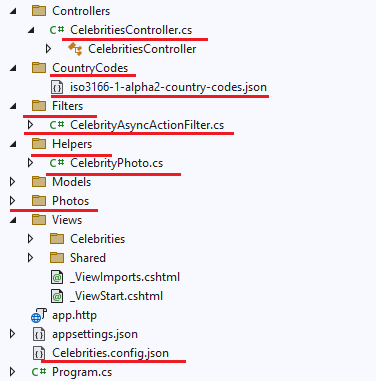 Controllers
C# CelebritiesController.cs
CelebritiesController
CountryCodes
iso3166-1-alpha2-country-codes.json
Filters
C# CelebrityAsyncActionFilter.cs
Helpers
C# CelebrityPhoto.cs
Models
Photos
Views
Celebrities
Shared
_ViewImports.cshtml
_ViewStart.cshtml
app.http
appsettings.json
Celebrities.config.json
C# Program.cs